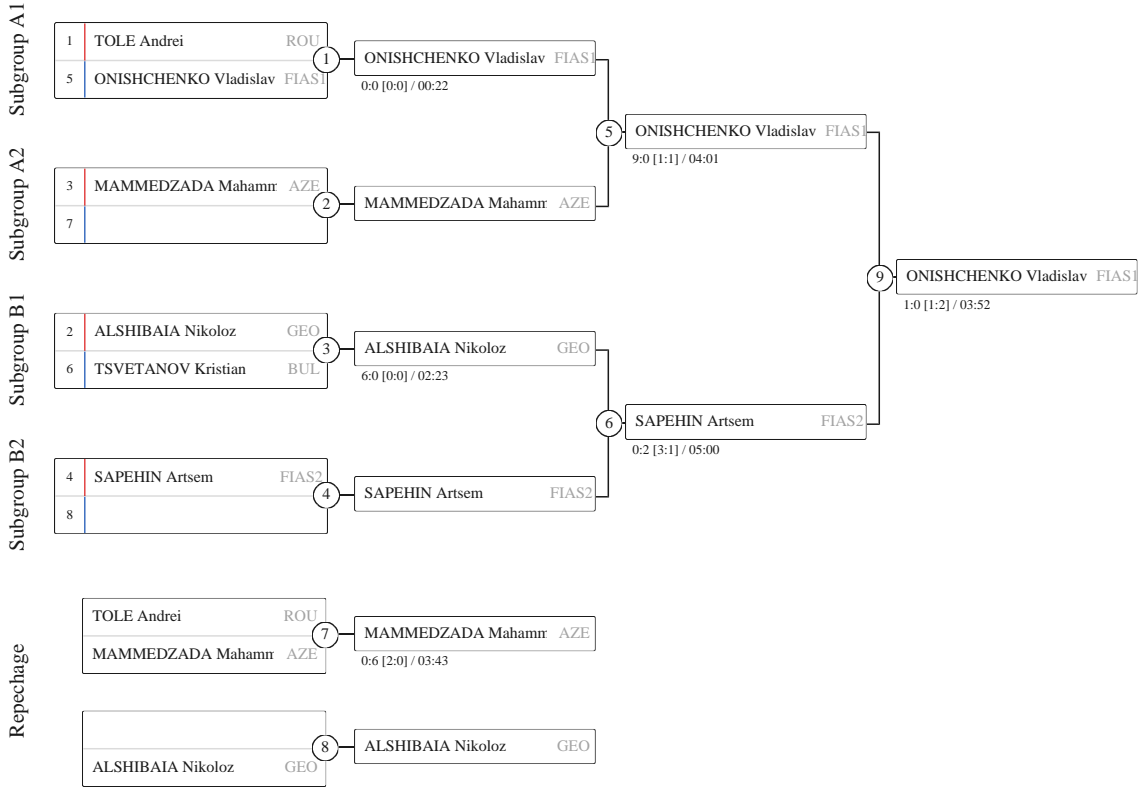 Subgroup A1
1 TOLE Andrei ROU
5 ONISHCHENKO Vladislav FIAS1
1
ONISHCHENKO Vladislav FIAS1
0:0 [0:0] / 00:22
Subgroup A2
3 MAMMEDZADA Mahamm AZE
7
2
MAMMEDZADA Mahamm AZE
5
ONISHCHENKO Vladislav FIAS1
9:0 [1:1] / 04:01
Subgroup B1
2 ALSHIBAIA Nikoloz GEO
6 TSVETANOV Kristian BUL
3
ALSHIBAIA Nikoloz GEO
6:0 [0:0] / 02:23
Subgroup B2
4 SAPEHIN Artsem FIAS2
8
4
SAPEHIN Artsem FIAS2
6
SAPEHIN Artsem FIAS2
0:2 [3:1] / 05:00
9
ONISHCHENKO Vladislav FIAS1
1:0 [1:2] / 03:52
Repechage
TOLE Andrei ROU
MAMMEDZADA Mahamm AZE
7
MAMMEDZADA Mahamm AZE
0:6 [2:0] / 03:43
ALSHIBAIA Nikoloz GEO
8
ALSHIBAIA Nikoloz GEO